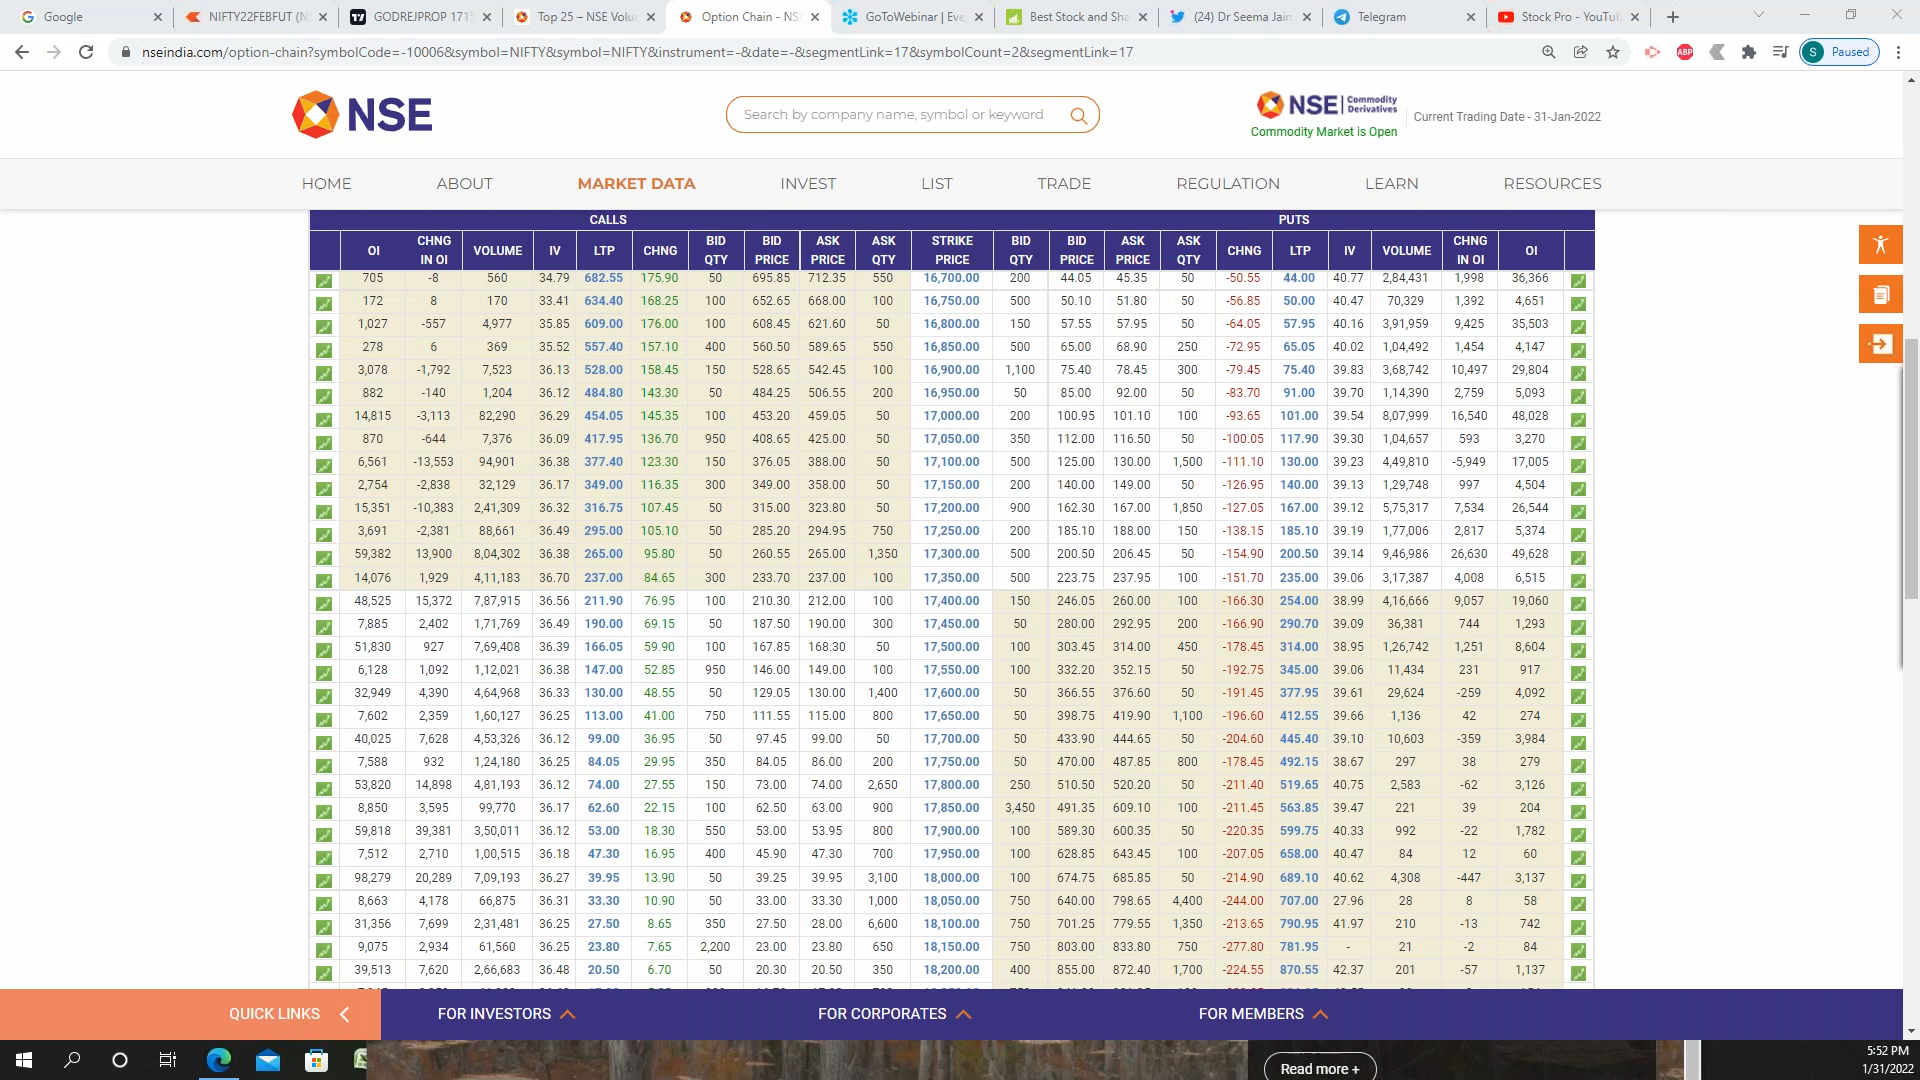 Google
NIFTY22FEBFUT (N
GODREJPROP 1715
Top 25 – NSE Volu
Option Chain - NS
GoToWebinar | Eve
Best Stock and Sha
(24) Dr Seema Jain
Telegram
Stock Pro - YouTub
nseindia.com/option-chain?symbolCode=-10006&symbol=NIFTY&symbol=NIFTY&instrument=-&date=-&segmentLink=17&symbolCount=2&segmentLink=17
ABP
S Paused
NSE
Search by company name, symbol or keyword
NSE Commodity Derivatives
Commodity Market is Open
Current Trading Date - 31-Jan-2022
HOME ABOUT MARKET DATA INVEST LIST TRADE REGULATION LEARN RESOURCES
CALLS PUTS
OI CHNG IN OI VOLUME IV LTP CHNG BID QTY BID PRICE ASK PRICE ASK QTY STRIKE PRICE BID QTY BID PRICE ASK PRICE ASK QTY CHNG LTP IV VOLUME CHNG IN OI OI
705 -8 560 34.79 682.55 175.90 50 695.85 712.35 550 16,700.00 200 44.05 45.35 50 -50.55 44.00 40.77 2,84,431 1,998 36,366
172 8 170 33.41 634.40 168.25 100 652.65 668.00 100 16,750.00 500 50.10 51.80 50 -56.85 50.00 40.47 70,329 1,392 4,651
1,027 -557 4,977 35.85 609.00 176.00 100 608.45 621.60 50 16,800.00 150 57.55 57.95 50 -64.05 57.95 40.16 3,91,959 9,425 35,503
278 6 369 35.52 557.40 157.10 400 560.50 589.65 550 16,850.00 500 65.00 68.90 250 -72.95 65.05 40.02 1,04,492 1,454 4,147
3,078 -1,792 7,523 36.13 528.00 158.45 150 528.65 542.45 100 16,900.00 1,100 75.40 78.45 300 -79.45 75.40 39.83 3,68,742 10,497 29,804
882 -140 1,204 36.12 484.80 143.30 50 484.25 506.55 200 16,950.00 50 85.00 92.00 50 -83.70 91.00 39.70 1,14,390 2,759 5,093
14,815 -3,113 82,290 36.29 454.05 145.35 100 453.20 459.05 50 17,000.00 200 100.95 101.10 100 -93.65 101.00 39.54 8,07,999 16,540 48,028
870 -644 7,376 36.09 417.95 136.70 950 408.65 425.00 50 17,050.00 350 112.00 116.50 50 -100.05 117.90 39.30 1,04,657 593 3,270
6,561 -13,553 94,901 36.38 377.40 123.30 150 376.05 388.00 50 17,100.00 500 125.00 130.00 1,500 -111.10 130.00 39.23 4,49,810 -5,949 17,005
2,754 -2,838 32,129 36.17 349.00 116.35 300 349.00 358.00 50 17,150.00 200 140.00 149.00 50 -126.95 140.00 39.13 1,29,748 997 4,504
15,351 -10,383 2,41,309 36.32 316.75 107.45 50 315.00 323.80 50 17,200.00 900 162.30 167.00 1,850 -127.05 167.00 39.12 5,75,317 7,534 26,544
3,691 -2,381 88,661 36.49 295.00 105.10 50 285.20 294.95 750 17,250.00 200 185.10 188.00 150 -138.15 185.10 39.19 1,77,006 2,817 5,374
59,382 13,900 8,04,302 36.38 265.00 95.80 50 260.55 265.00 1,350 17,300.00 500 200.50 206.45 50 -154.90 200.50 39.14 9,46,986 26,630 49,628
14,076 1,929 4,11,183 36.70 237.00 84.65 300 233.70 237.00 100 17,350.00 500 223.75 237.95 100 -151.70 235.00 39.06 3,17,387 4,008 6,515
48,525 15,372 7,87,915 36.56 211.90 76.95 100 210.30 212.00 100 17,400.00 150 246.05 260.00 100 -166.30 254.00 38.99 4,16,666 9,057 19,060
7,885 2,402 1,71,769 36.49 190.00 69.15 50 187.50 190.00 300 17,450.00 50 280.00 292.95 200 -166.90 290.70 39.09 36,381 744 1,293
51,830 927 7,69,408 36.39 166.05 59.90 100 167.85 168.30 50 17,500.00 100 303.45 314.00 450 -178.45 314.00 38.95 1,26,742 1,251 8,604
6,128 1,092 1,12,021 36.38 147.00 52.85 950 146.00 149.00 100 17,550.00 100 332.20 352.15 50 -192.75 345.00 39.06 11,434 231 917
32,949 4,390 4,64,968 36.33 130.00 48.55 50 129.05 130.00 1,400 17,600.00 50 366.55 376.60 50 -191.45 377.95 39.61 29,624 -259 4,092
7,602 2,359 1,60,127 36.25 113.00 41.00 750 111.55 115.00 800 17,650.00 50 398.75 419.90 1,100 -196.60 412.55 39.66 1,136 42 274
40,025 7,628 4,53,326 36.12 99.00 36.95 50 97.45 99.00 50 17,700.00 50 433.90 444.65 50 -204.60 445.40 39.10 10,603 -359 3,984
7,588 932 1,24,180 36.25 84.05 29.95 350 84.05 86.00 200 17,750.00 50 470.00 487.85 800 -178.45 492.15 38.67 297 38 279
53,820 14,898 4,81,193 36.12 74.00 27.55 150 73.00 74.00 2,650 17,800.00 250 510.50 520.20 50 -211.40 519.65 40.75 2,583 -62 3,126
8,850 3,595 99,770 36.17 62.60 22.15 100 62.50 63.00 900 17,850.00 3,450 491.35 609.10 100 -211.45 563.85 39.47 221 39 204
59,818 39,381 3,50,011 36.12 53.00 18.30 550 53.00 53.95 800 17,900.00 100 589.30 600.35 50 -220.35 599.75 40.33 992 -22 1,782
7,512 2,710 1,00,515 36.18 47.30 16.95 400 45.90 47.30 700 17,950.00 100 628.85 643.45 100 -207.05 658.00 40.47 84 12 60
98,279 20,289 7,09,193 36.27 39.95 13.90 50 39.25 39.95 3,100 18,000.00 100 674.75 685.85 50 -214.90 689.10 40.62 4,308 -447 3,137
8,663 4,178 66,875 36.31 33.30 10.90 50 33.00 33.30 1,000 18,050.00 750 640.00 798.65 4,400 -244.00 707.00 27.96 28 8 58
31,356 7,699 2,31,481 36.25 27.50 8.65 350 27.50 28.00 6,600 18,100.00 750 701.25 779.55 1,350 -213.65 790.95 41.97 210 -13 742
9,075 2,934 61,560 36.25 23.80 7.65 2,200 23.00 23.80 650 18,150.00 750 803.00 833.80 750 -277.80 781.95 - 21 -2 84
39,513 7,620 2,66,683 36.48 20.50 6.70 50 20.30 20.50 350 18,200.00 400 855.00 872.40 1,700 -224.55 870.55 42.37 201 -57 1,137
QUICK LINKS FOR INVESTORS FOR CORPORATES FOR MEMBERS
Read more +
5:52 PM
1/31/2022